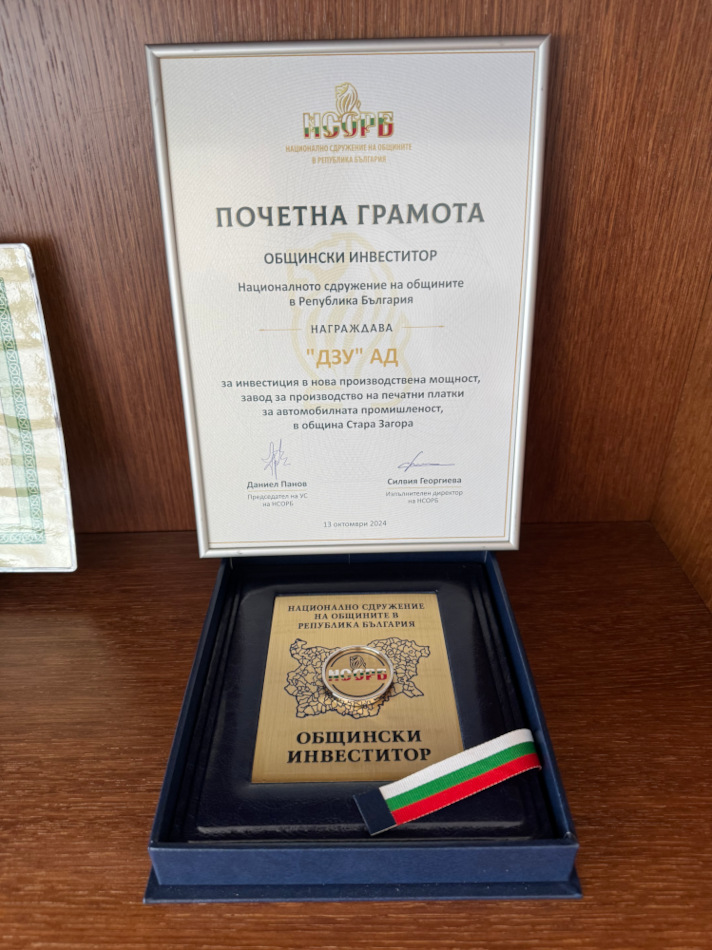 НСОРБ
НАЦИОНАЛНО СДРУЖЕНИЕ НА ОБЩИНИТЕ
В РЕПУБЛИКА БЪЛГАРИЯ
ПОЧЕТНА ГРАМОТА
ОБЩИНСКИ ИНВЕСТИТОР
Националното сдружение на общините
в Република България
НАГРАЖДАВА
"ДЗУ" АД
за инвестиция в нова производствена мощност,
завод за производство на печатни платки
за автомобилната промишленост,
в община Стара Загора
Даниел Панов
Председател на УС
на НСОРБ
Силвия Георгиева
Изпълнителен директор
на НСОРБ
13 октомври 2024
НАЦИОНАЛНО СДРУЖЕНИЕ
НА ОБЩИНИТЕ В
РЕПУБЛИКА БЪЛГАРИЯ
НСОРБ
ОБЩИНСКИ
ИНВЕСТИТОР